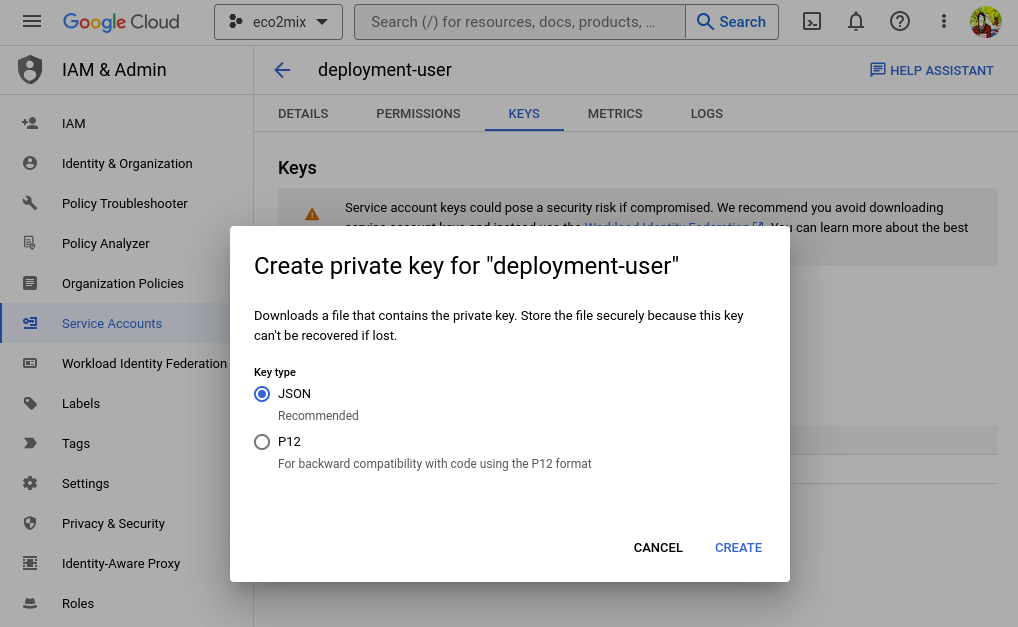 Google Cloud
eco2mix
Search (/) for resources, docs, products, …
Search
IAM & Admin
deployment-user
HELP ASSISTANT
DETAILS
PERMISSIONS
KEYS
METRICS
LOGS
IAM
Identity & Organization
Policy Troubleshooter
Policy Analyzer
Organization Policies
Service Accounts
Workload Identity Federation
Labels
Tags
Settings
Privacy & Security
Identity-Aware Proxy
Roles
Keys
Service account keys could pose a security risk if compromised. We recommend you avoid downloading
service account keys and instead use the Workload Identity Federation . You can learn more about the best
Create private key for "deployment-user"
Downloads a file that contains the private key. Store the file securely because this key
can't be recovered if lost.
Key type
JSON
Recommended
P12
For backward compatibility with code using the P12 format
CANCEL
CREATE